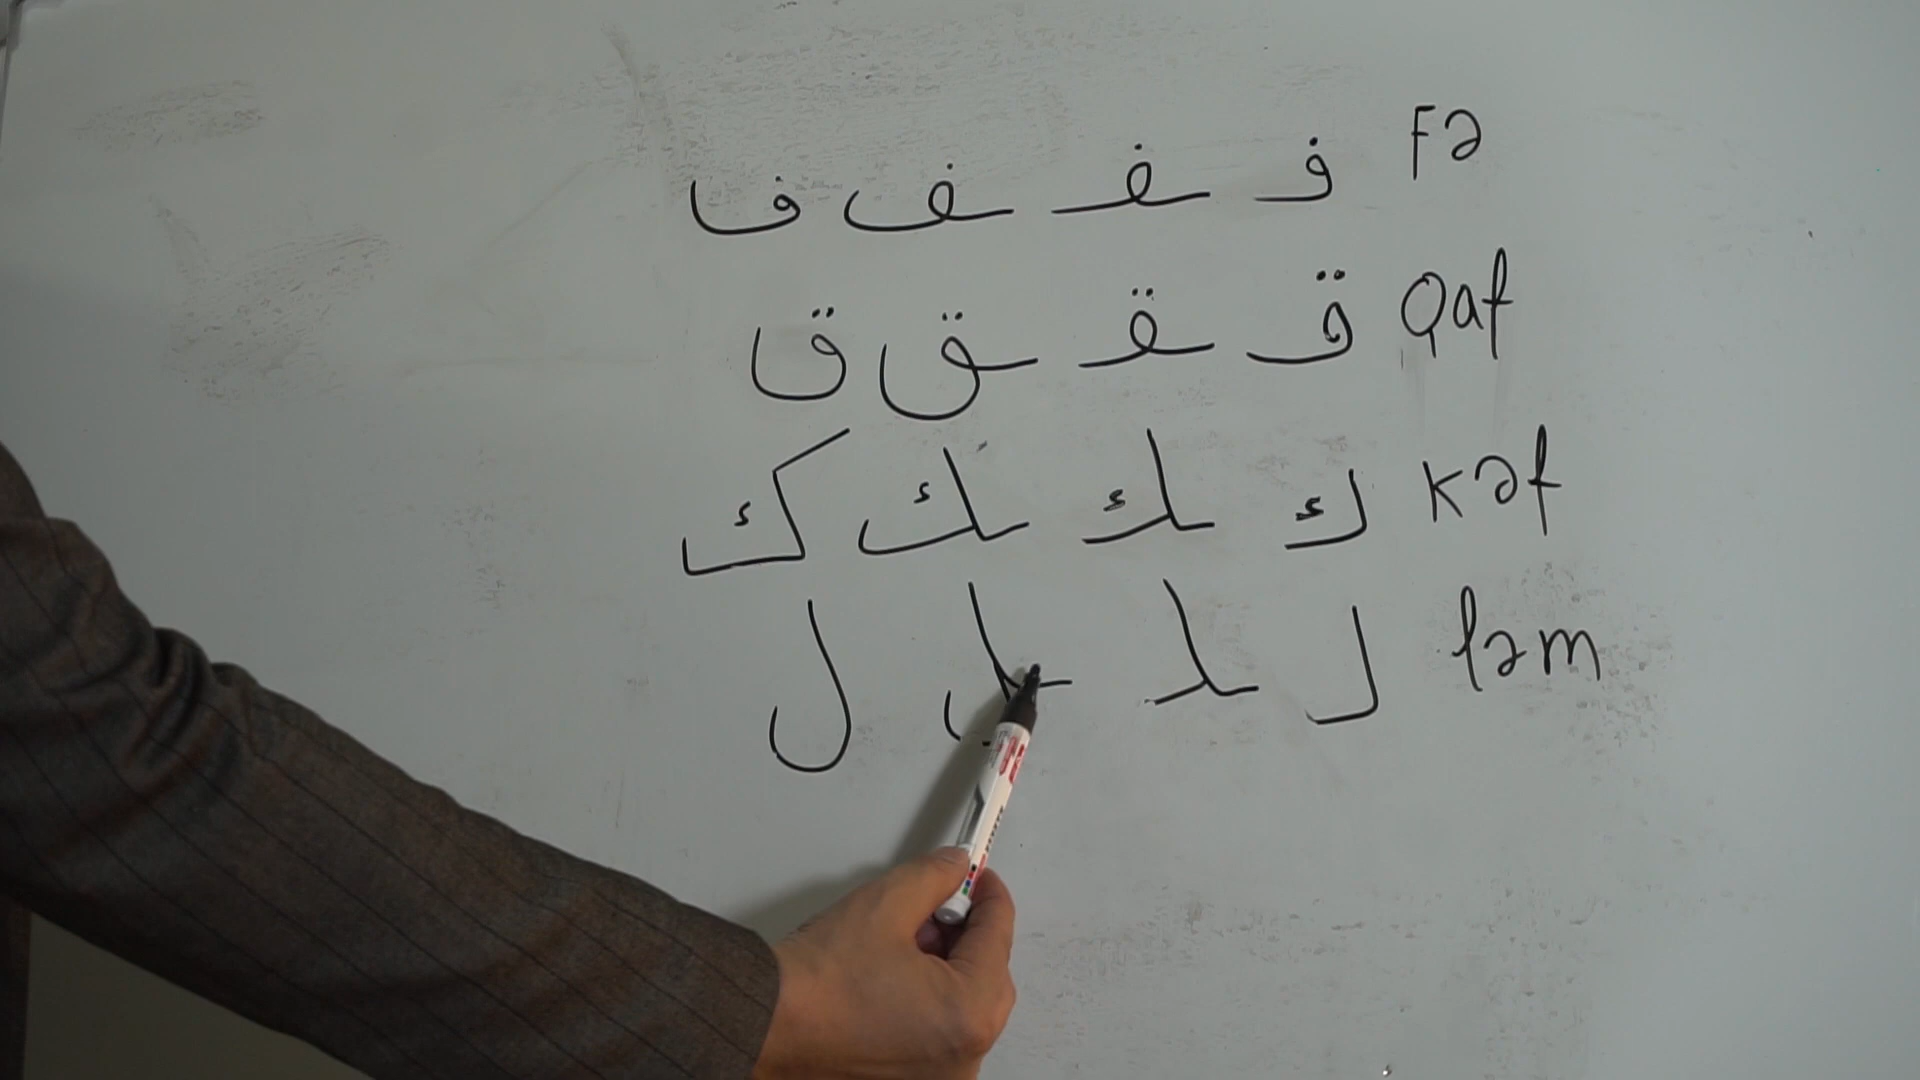 Fə ﻓ ﻔ ﻒ ف
Qaf ﻗ ﻘ ﻖ ق
Kəf ﻛ ﻜ ﻚ ك
ləm ﻟ ﻠ ﻞ ل